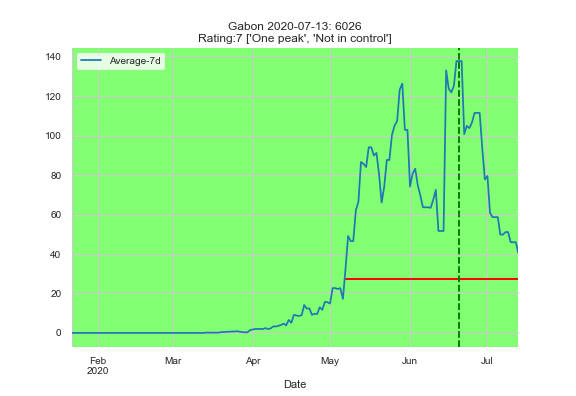 Gabon 2020-07-13: 6026
Rating:7 ['One peak', 'Not in control']
Average-7d
140
120
100
80
60
40
20
0
Feb
2020
Mar
Apr
May
Jun
Jul
Date